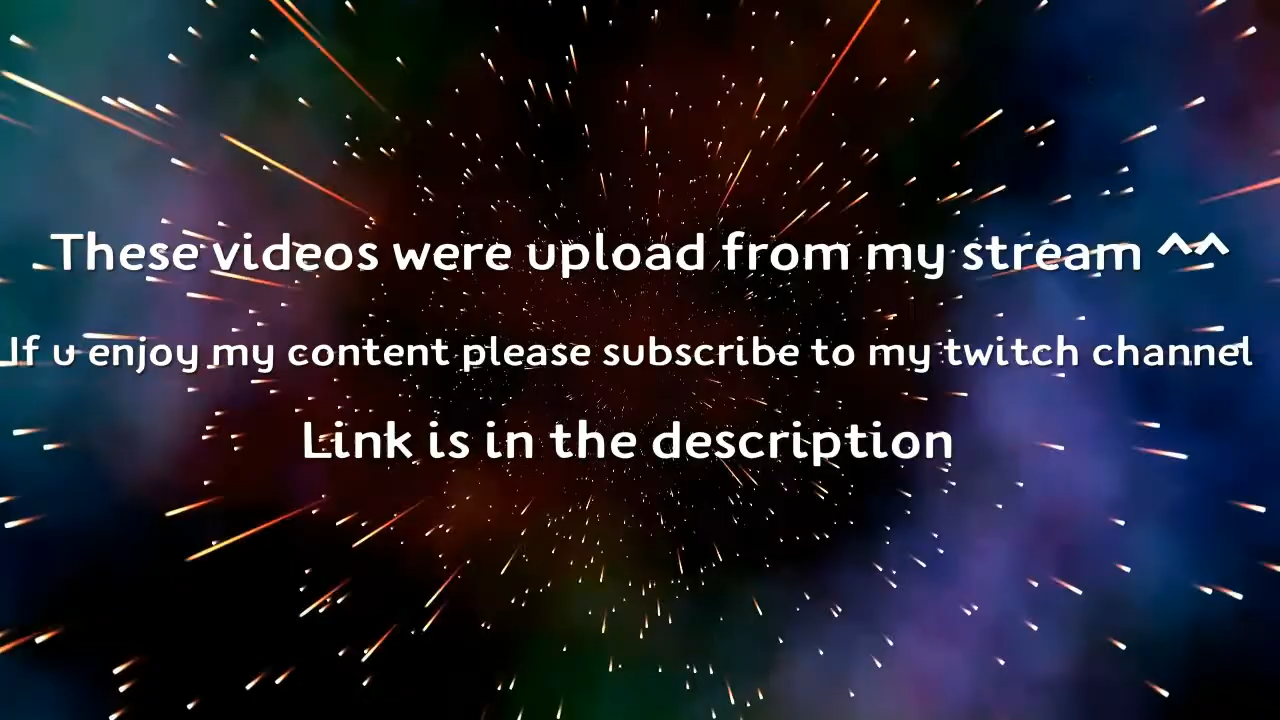 These videos were upload from my stream ^^
If u enjoy my content please subscribe to my twitch channel
Link is in the description